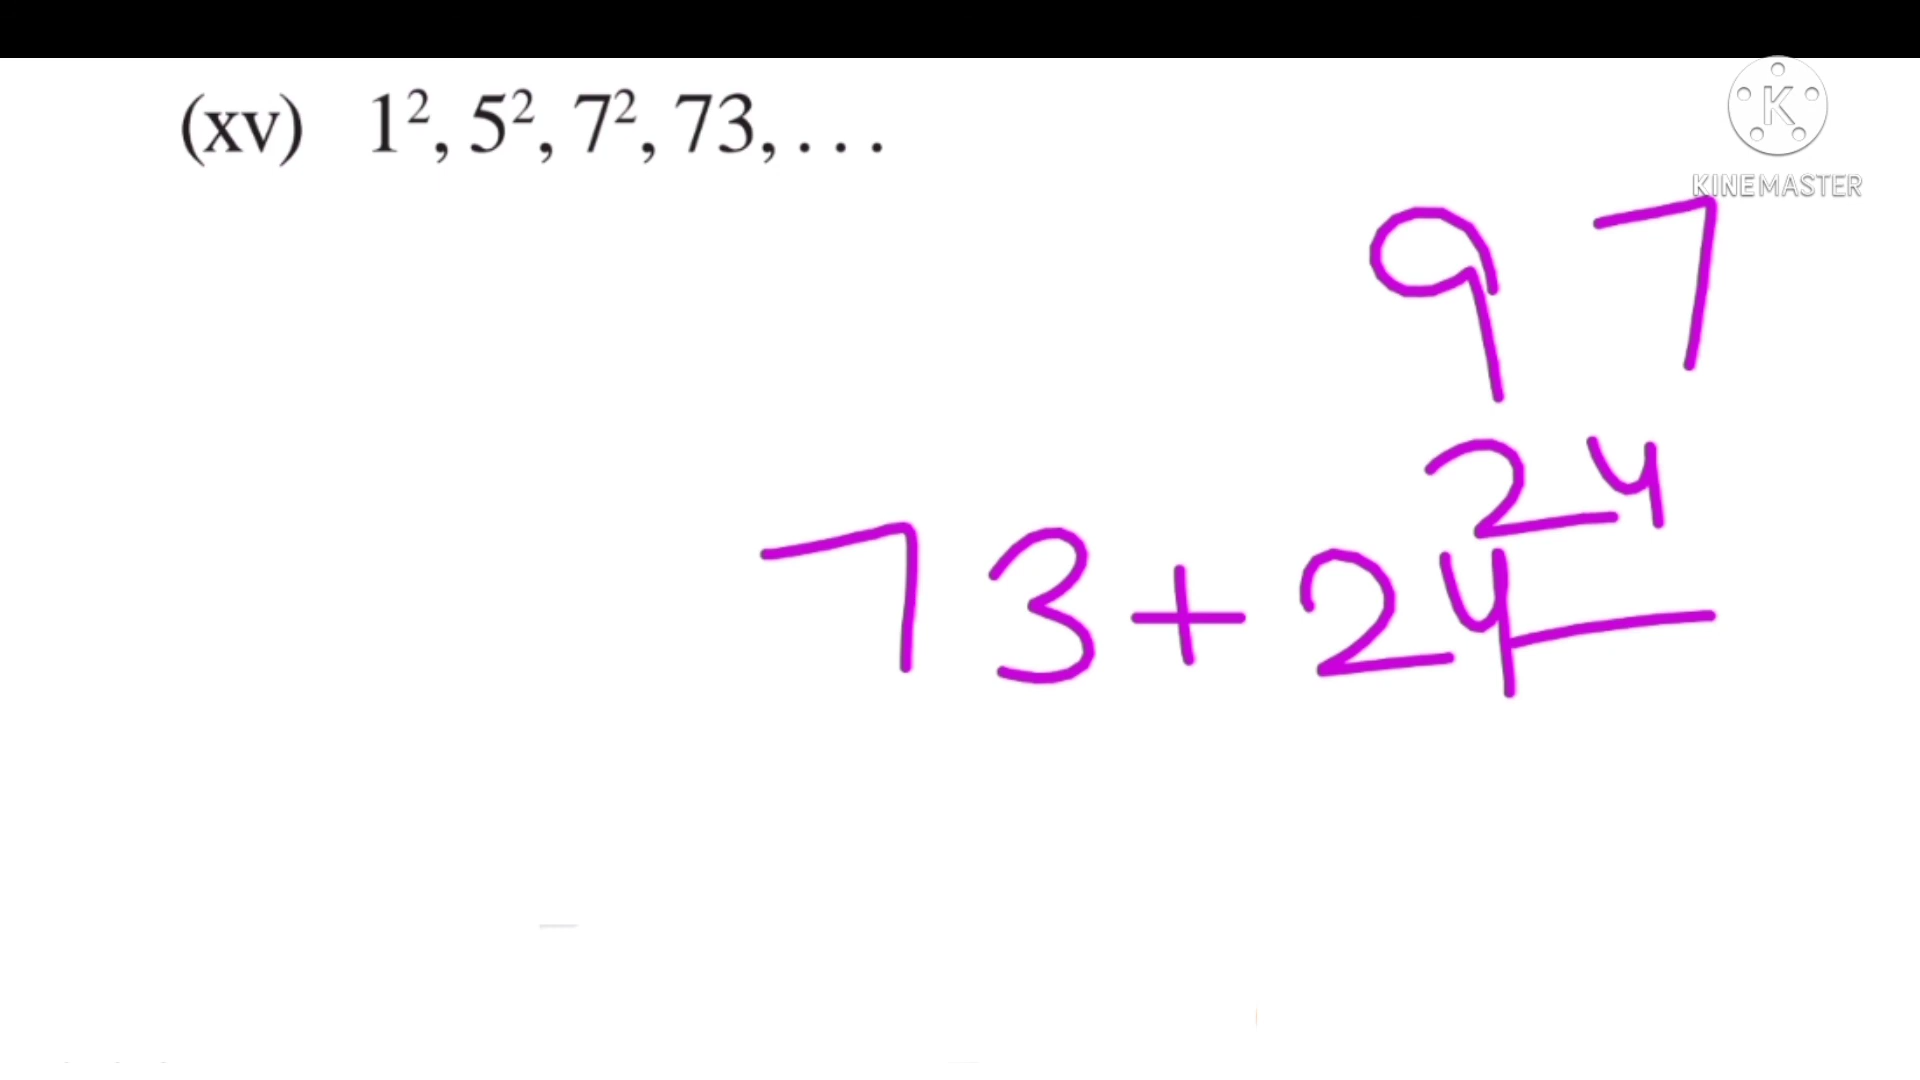 (xv) 1², 5², 7², 73, . . .
K
KINEMASTER
97
24
73+24